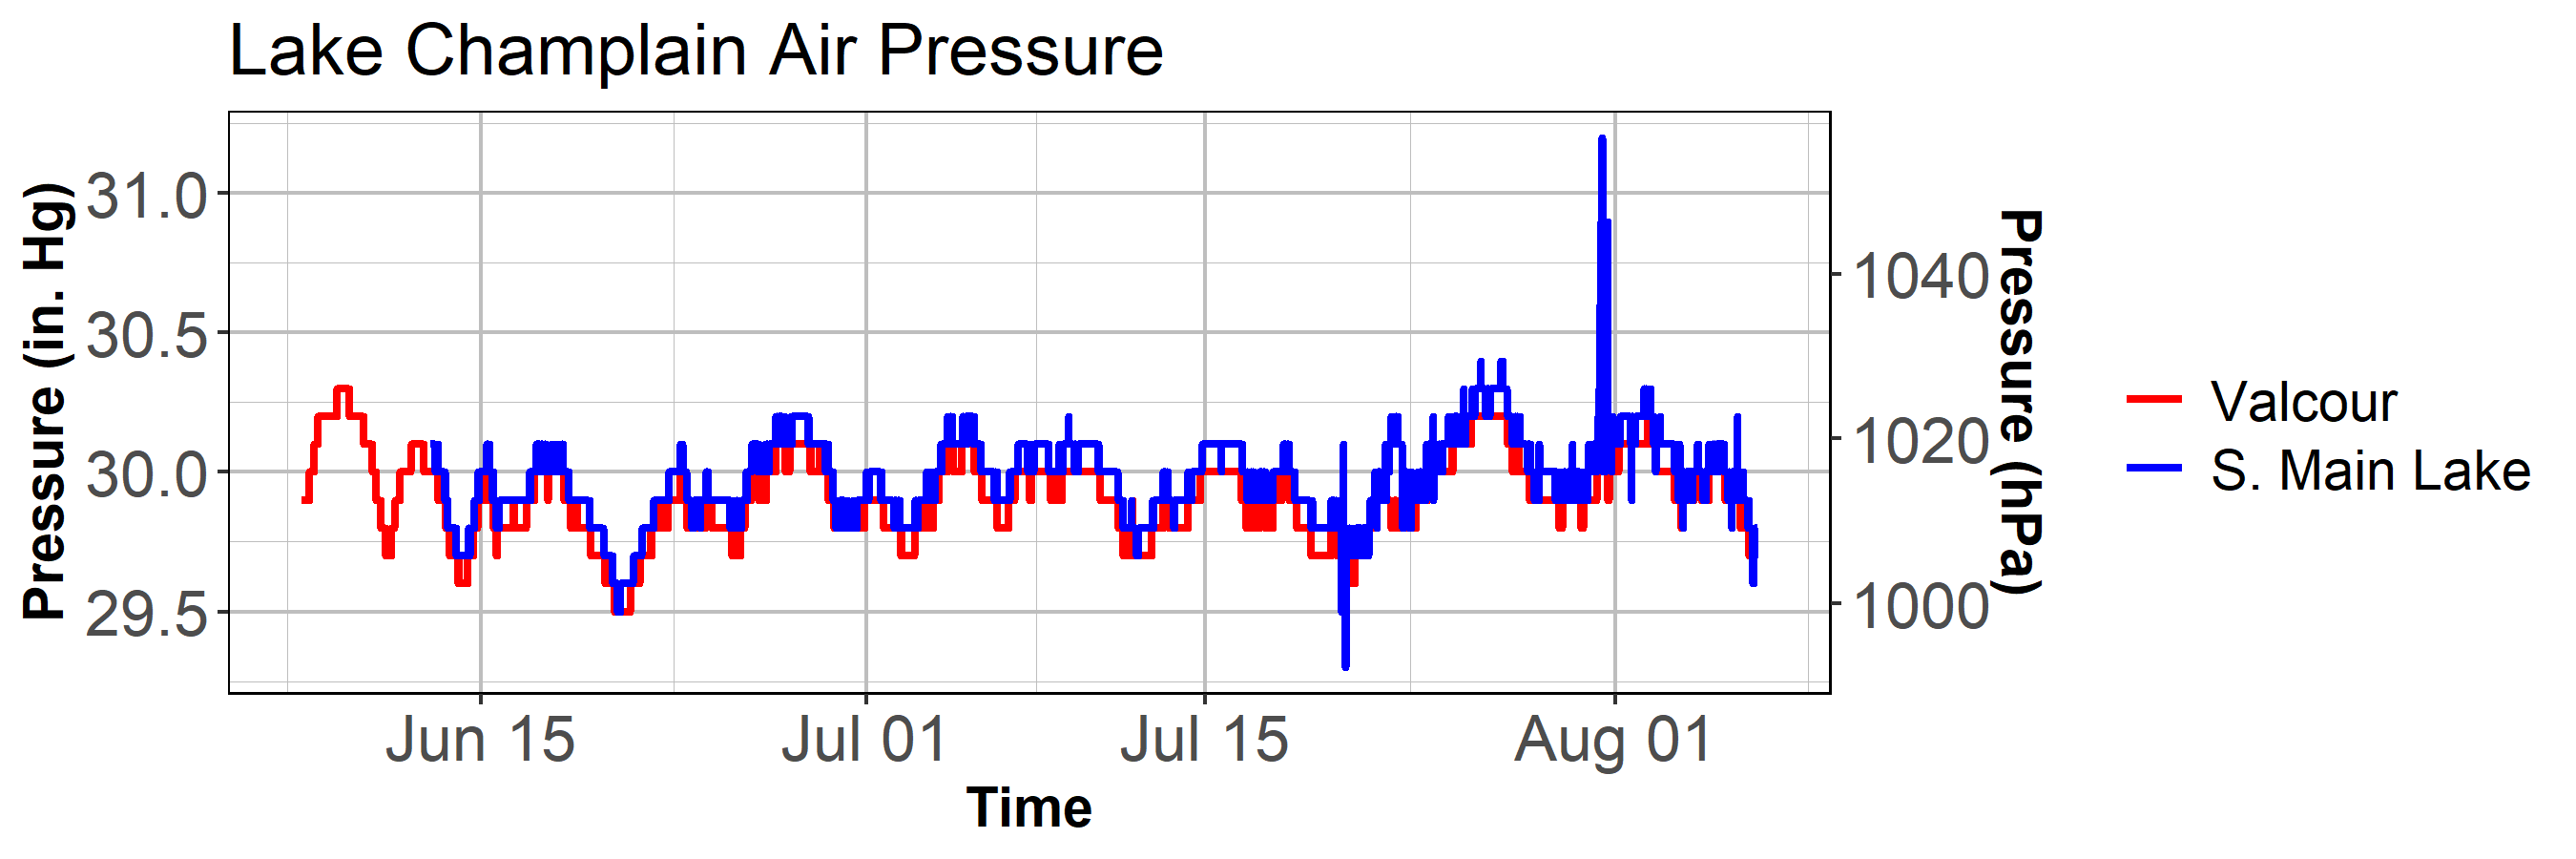 Lake Champlain Air Pressure
Pressure (in. Hg)
31.0
30.5
30.0
29.5
1040
1020
1000
Pressure (hPa)
Valcour
S. Main Lake
Jun 15
Jul 01
Jul 15
Aug 01
Time